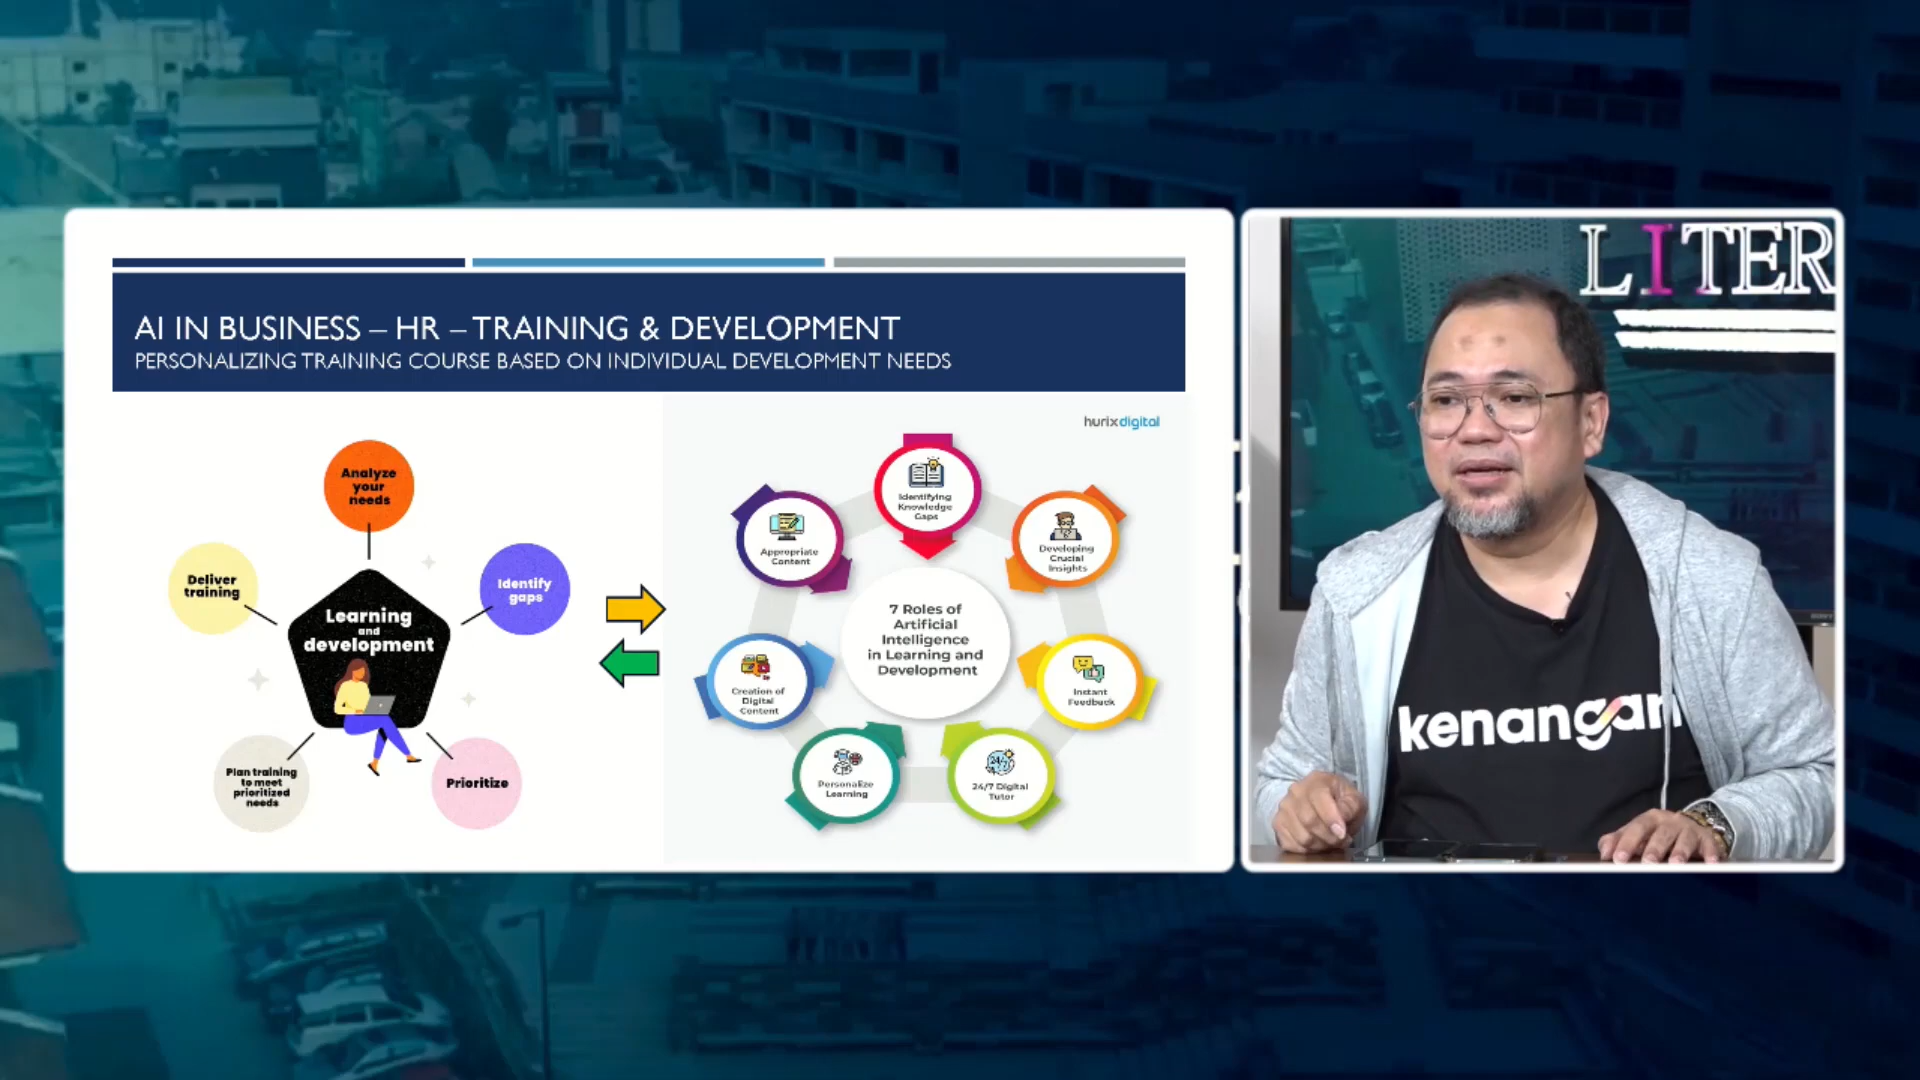 AI IN BUSINESS – HR – TRAINING & DEVELOPMENT
PERSONALIZING TRAINING COURSE BASED ON INDIVIDUAL DEVELOPMENT NEEDS
Analyze
your
needs
Deliver
training
Identify
gaps
Learning
and
development
Plan training
to meet
prioritized
needs
Prioritize
hurixdigital
Identifying
Knowledge
Gaps
Appropriate
Content
Developing
Crucial
Insights
7 Roles of
Artificial
Intelligence
in Learning and
Development
Creation of
Digital
Content
Instant
Feedback
Personalize
Learning
24/7
24/7 Digital
Tutor
LITER
kenangan
SONY